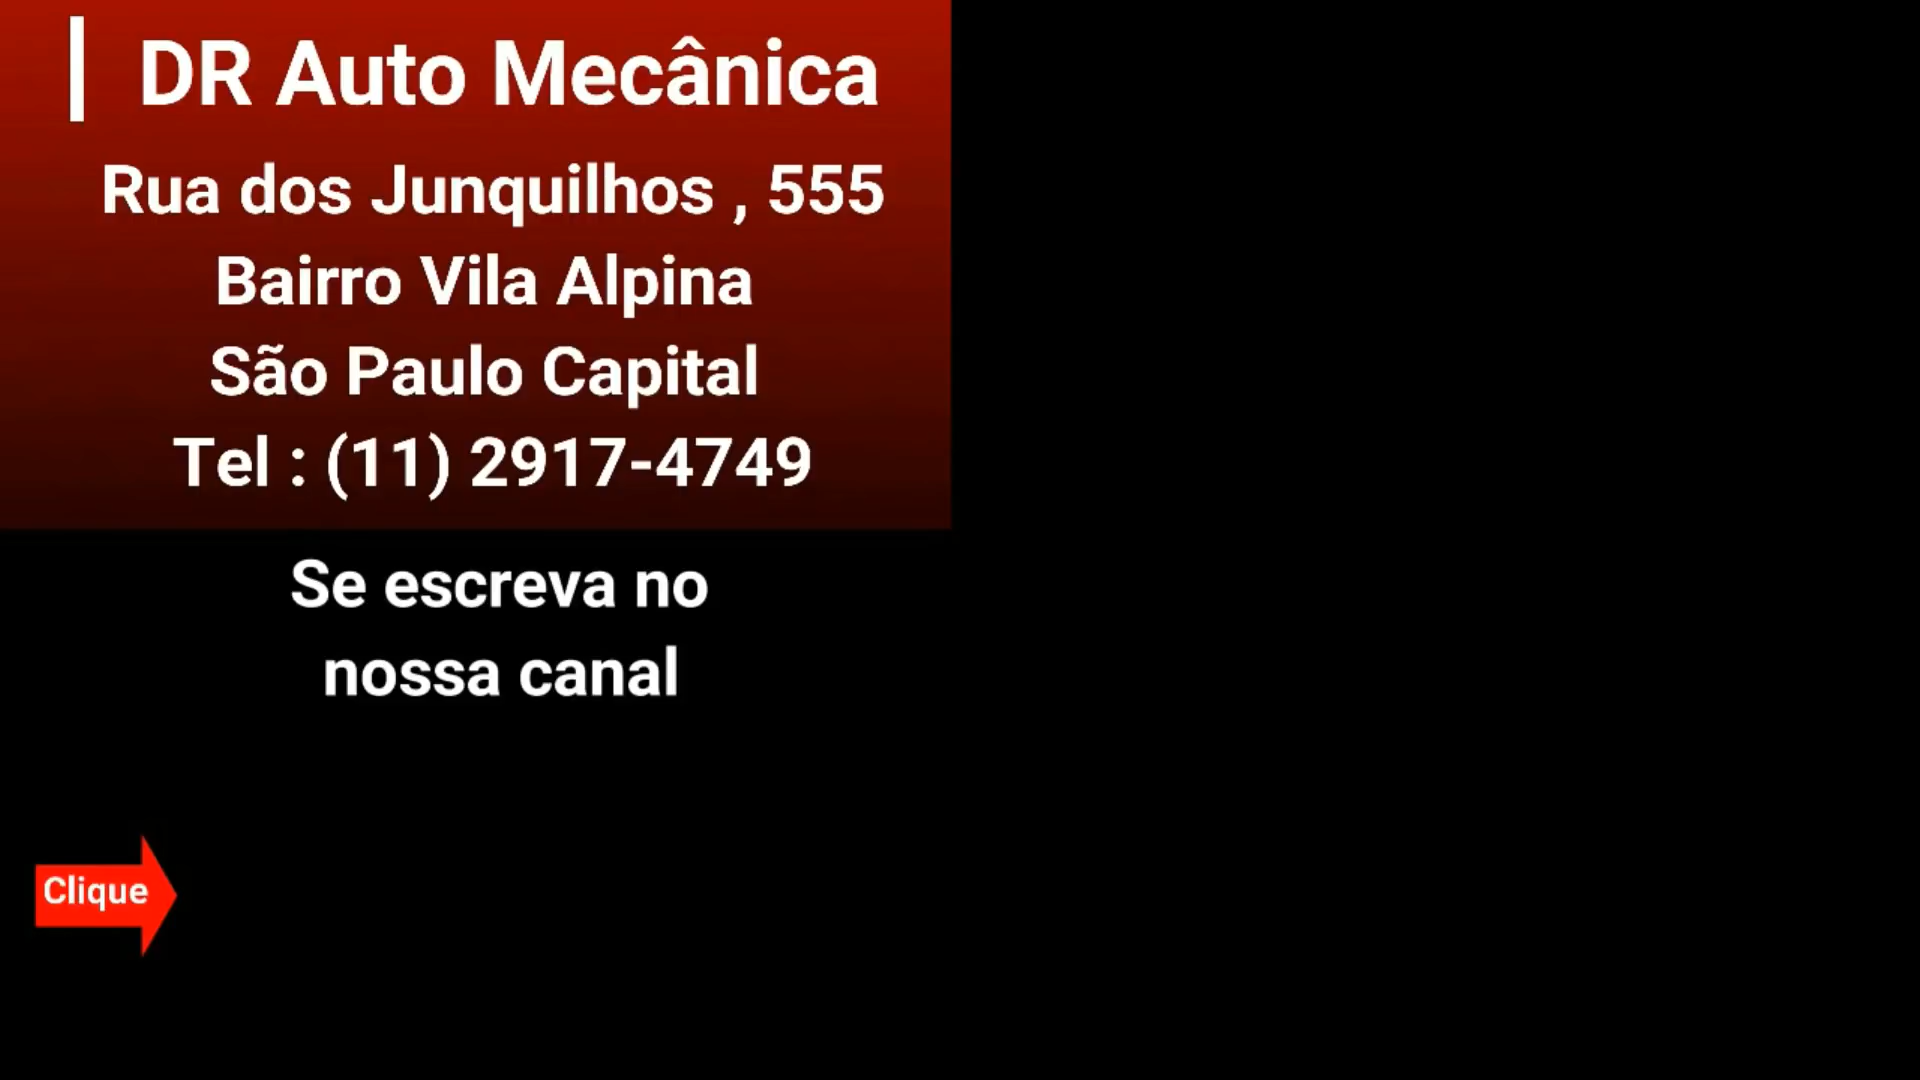 DR Auto Mecânica
Rua dos Junquilhos , 555
Bairro Vila Alpina
São Paulo Capital
Tel : (11) 2917-4749
Se escreva no
nossa canal
Clique